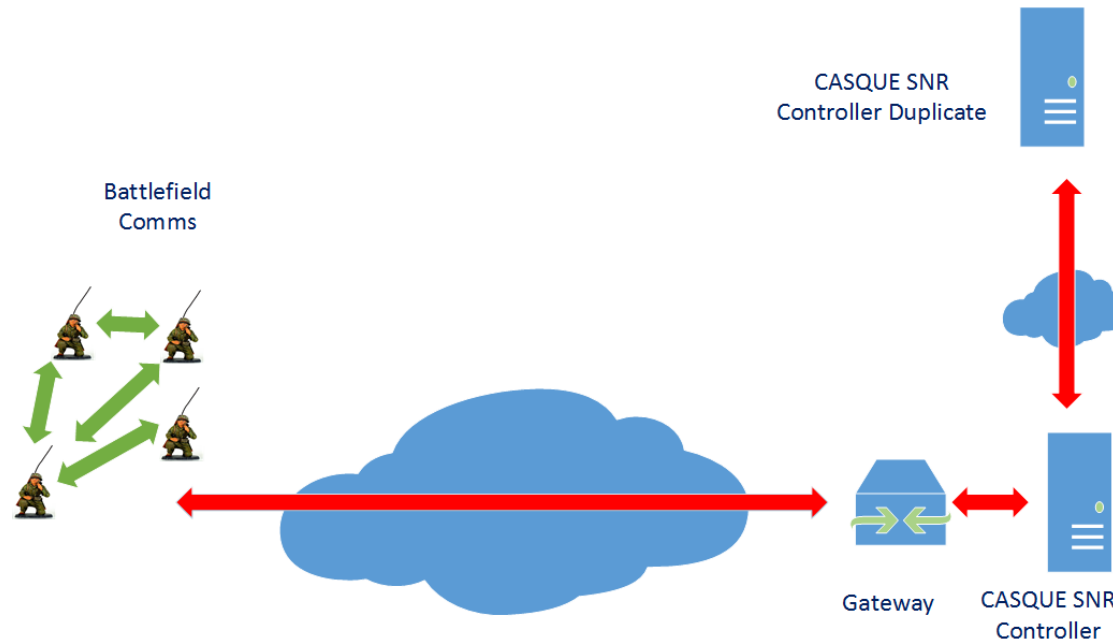 CASQUE SNR
Controller Duplicate
Battlefield
Comms
Gateway
CASQUE SNR
Controller